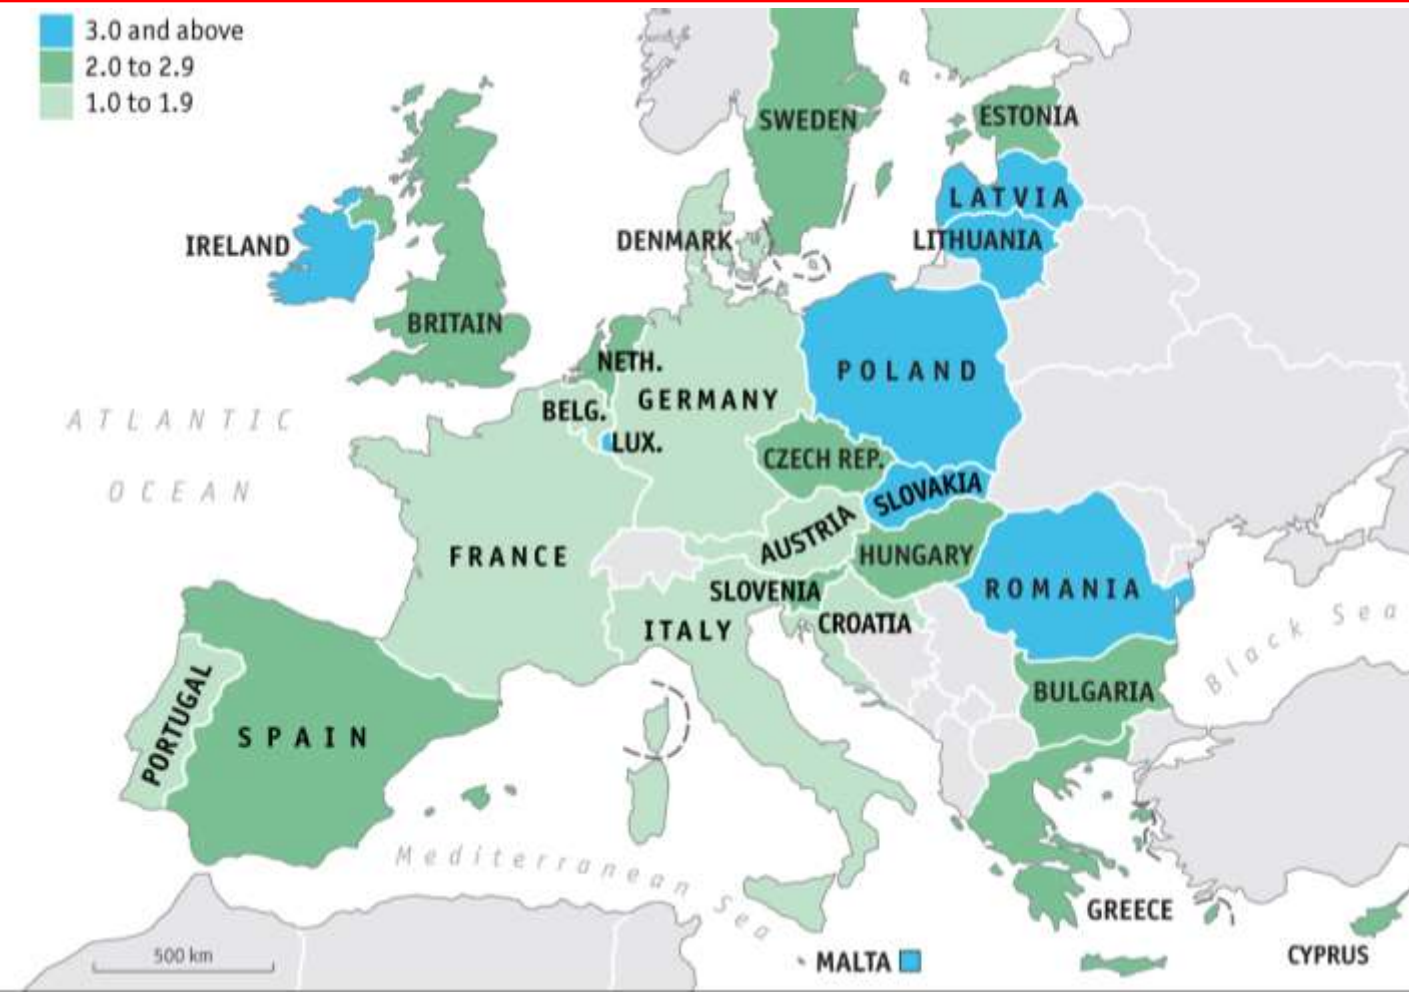 3.0 and above
2.0 to 2.9
1.0 to 1.9
SWEDEN
ESTONIA
LATVIA
LITHUANIA
DENMARK
IRELAND
BRITAIN
NETH.
GERMANY
POLAND
BELG.
LUX.
ATLANTIC
OCEAN
CZECH REP.
SLOVAKIA
AUSTRIA
HUNGARY
FRANCE
SLOVENIA
ROMANIA
CROATIA
ITALY
Black Sea
BULGARIA
PORTUGAL
SPAIN
Mediterranean Sea
GREECE
500 km
MALTA
CYPRUS